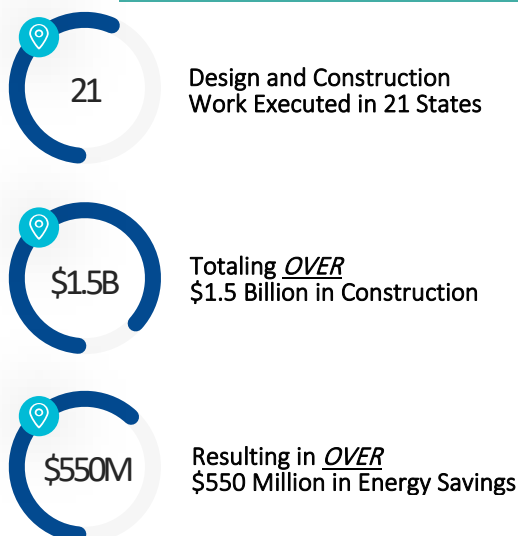 21
Design and Construction
Work Executed in 21 States
$1.5B
Totaling OVER
$1.5 Billion in Construction
$550M
Resulting in OVER
$550 Million in Energy Savings